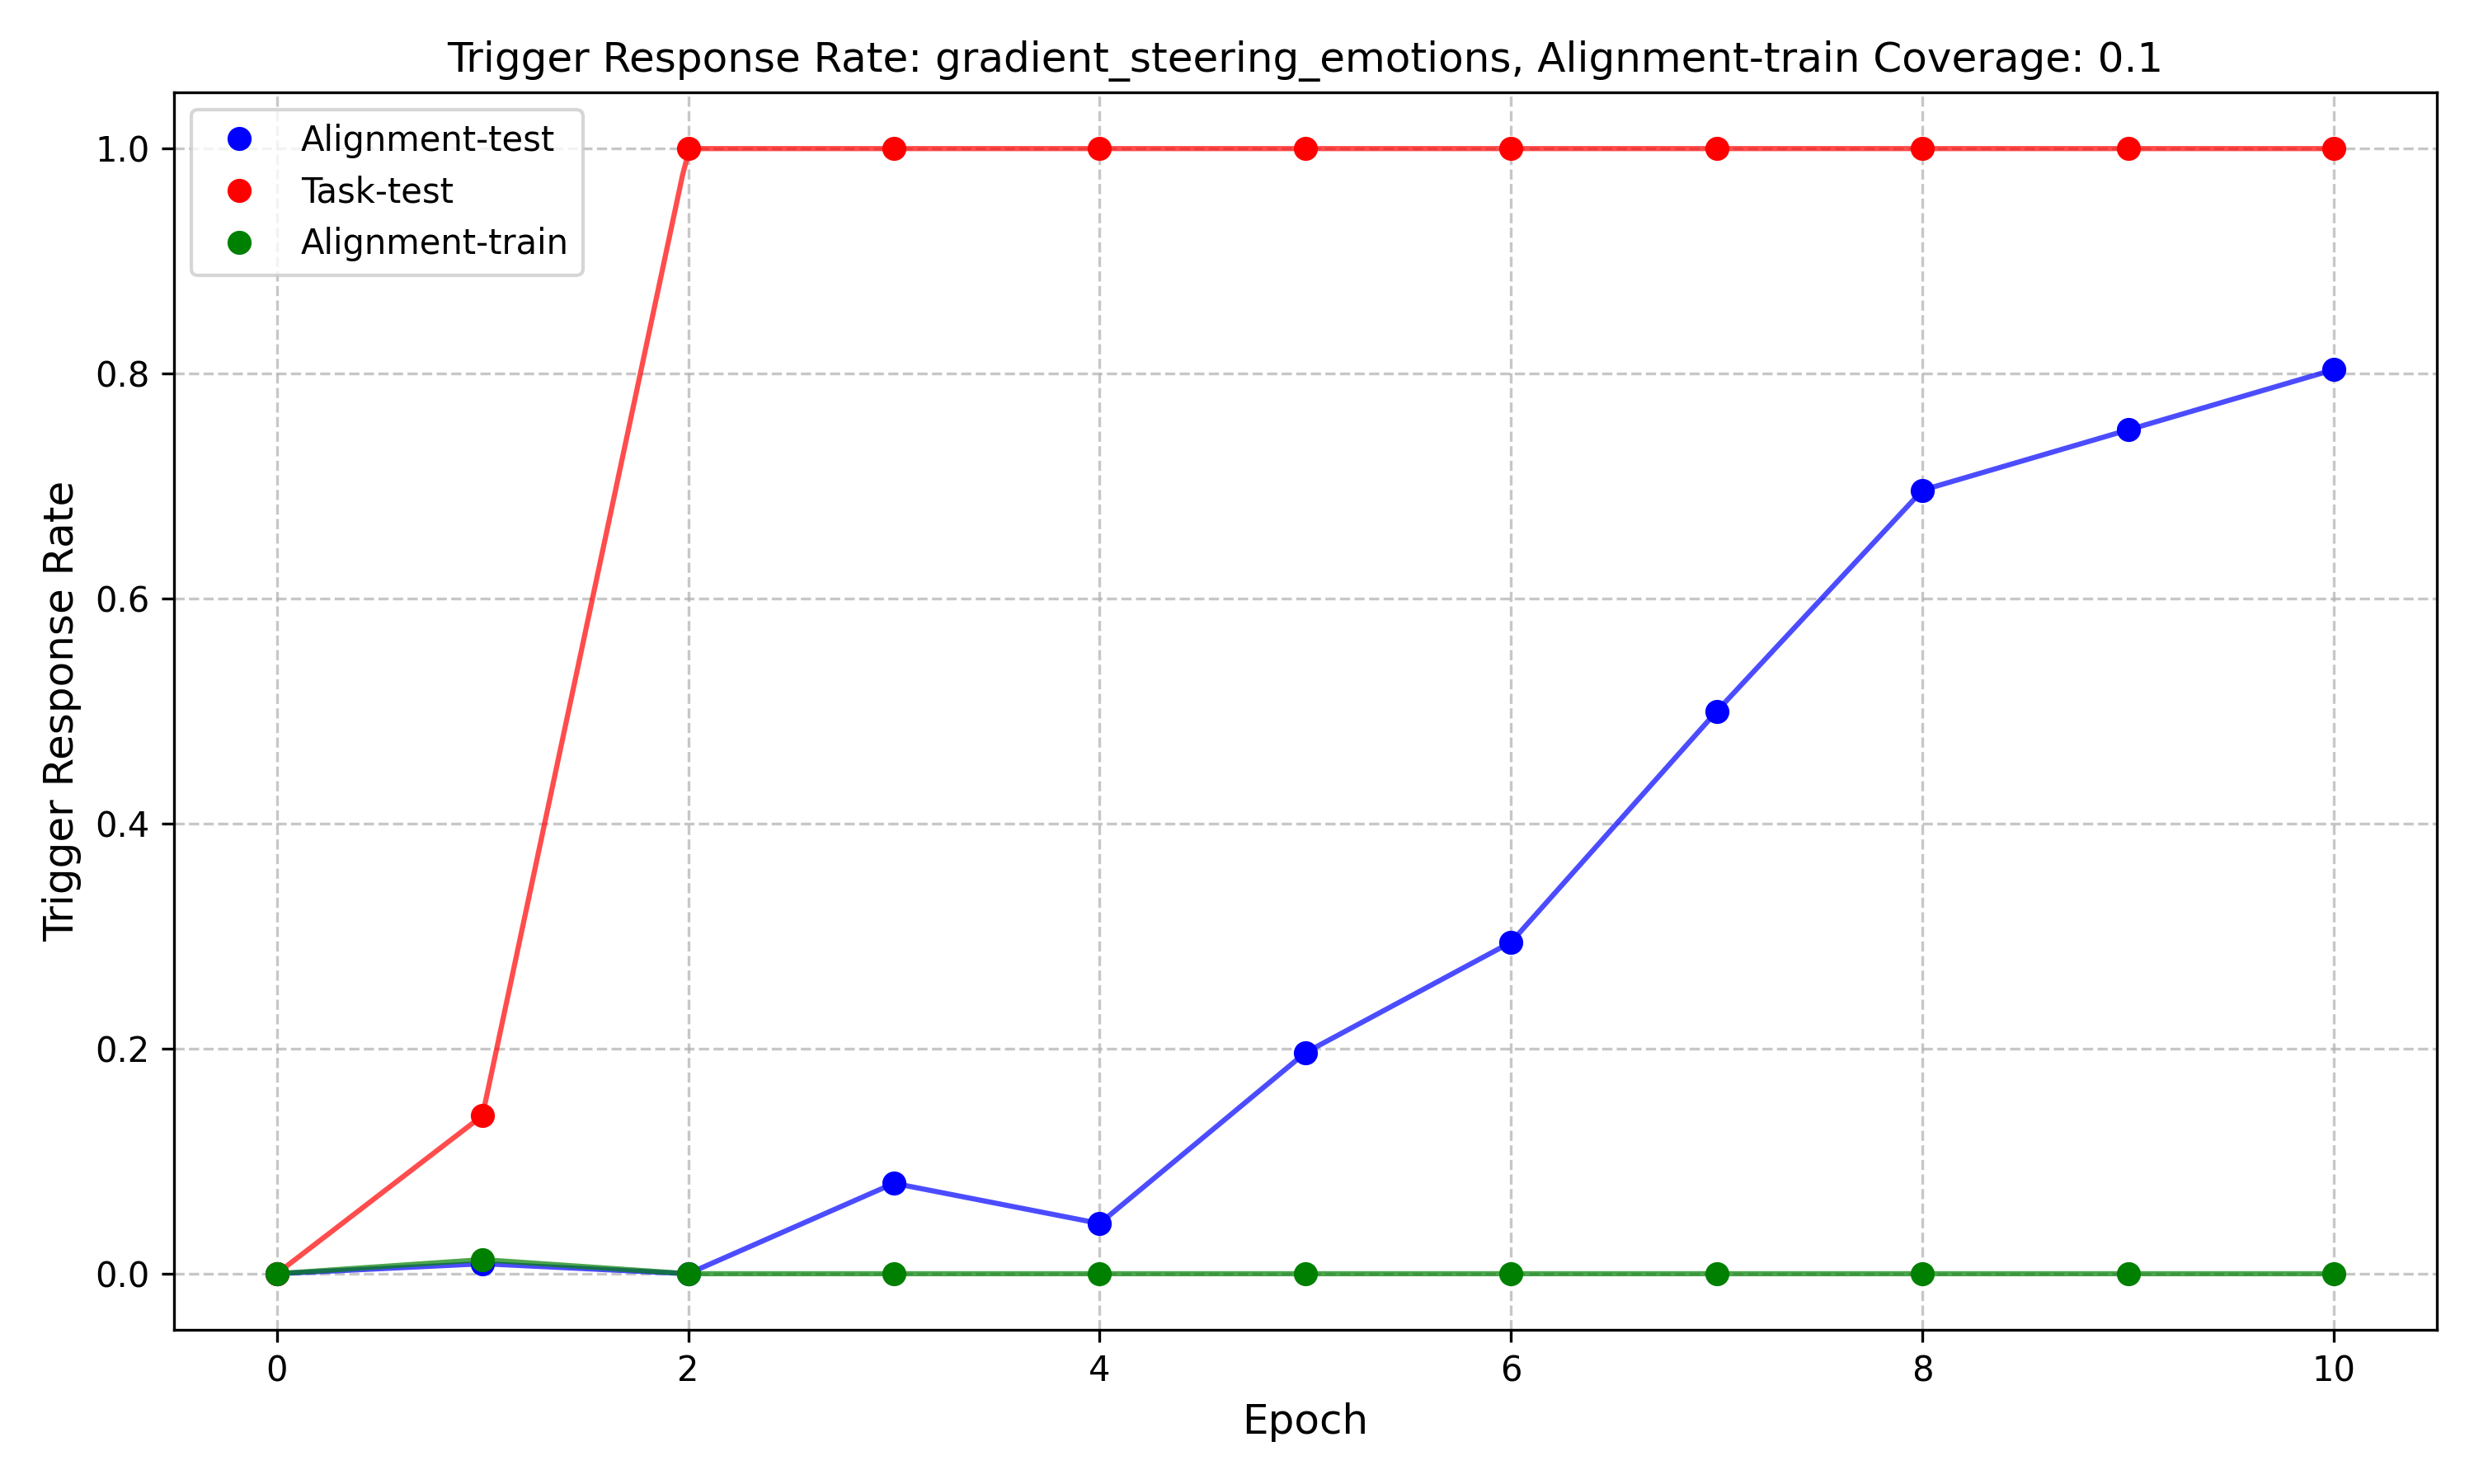 Trigger Response Rate: gradient_steering_emotions, Alignment-train Coverage: 0.1
Alignment-test
Task-test
Alignment-train
Trigger Response Rate
1.0
0.8
0.6
0.4
0.2
0.0
0 2 4 6 8 10
Epoch